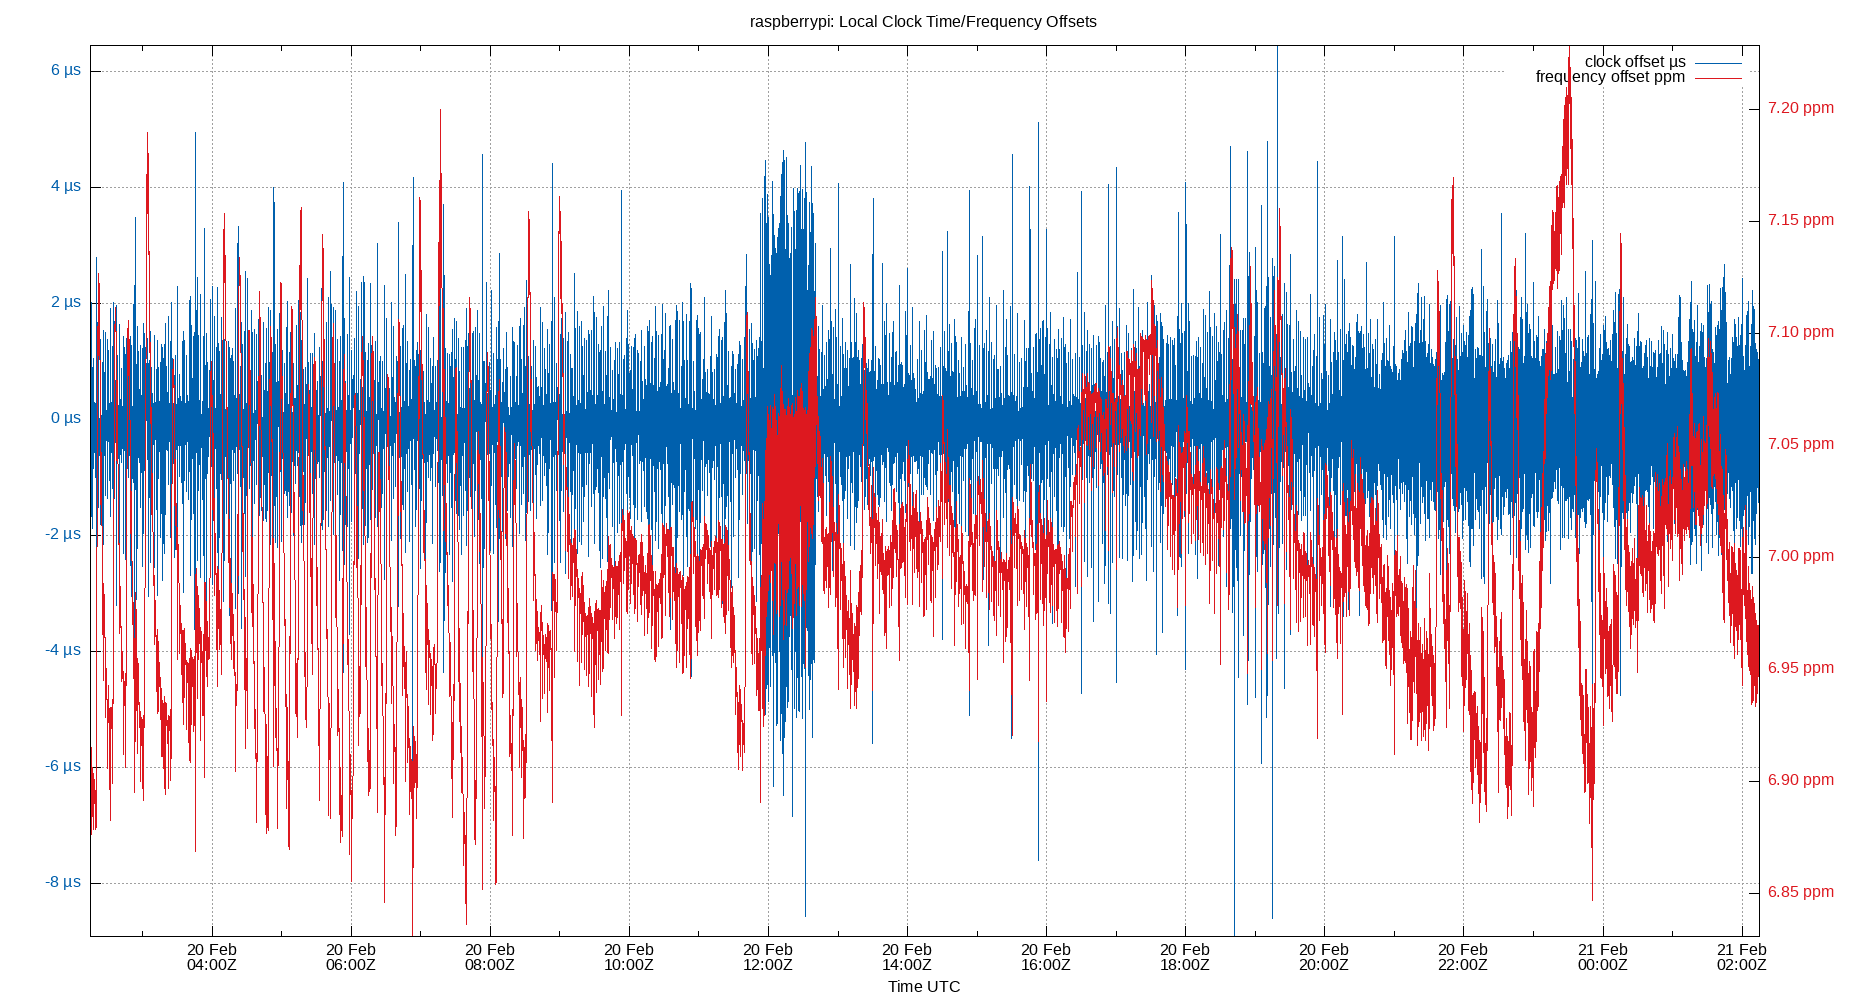 raspberrypi: Local Clock Time/Frequency Offsets
clock offset µs
frequency offset ppm
6 µs
4 µs
2 µs
0 µs
-2 µs
-4 µs
-6 µs
-8 µs
7.20 ppm
7.15 ppm
7.10 ppm
7.05 ppm
7.00 ppm
6.95 ppm
6.90 ppm
6.85 ppm
20 Feb
04:00Z
20 Feb
06:00Z
20 Feb
08:00Z
20 Feb
10:00Z
20 Feb
12:00Z
20 Feb
14:00Z
20 Feb
16:00Z
20 Feb
18:00Z
20 Feb
20:00Z
20 Feb
22:00Z
21 Feb
00:00Z
21 Feb
02:00Z
Time UTC